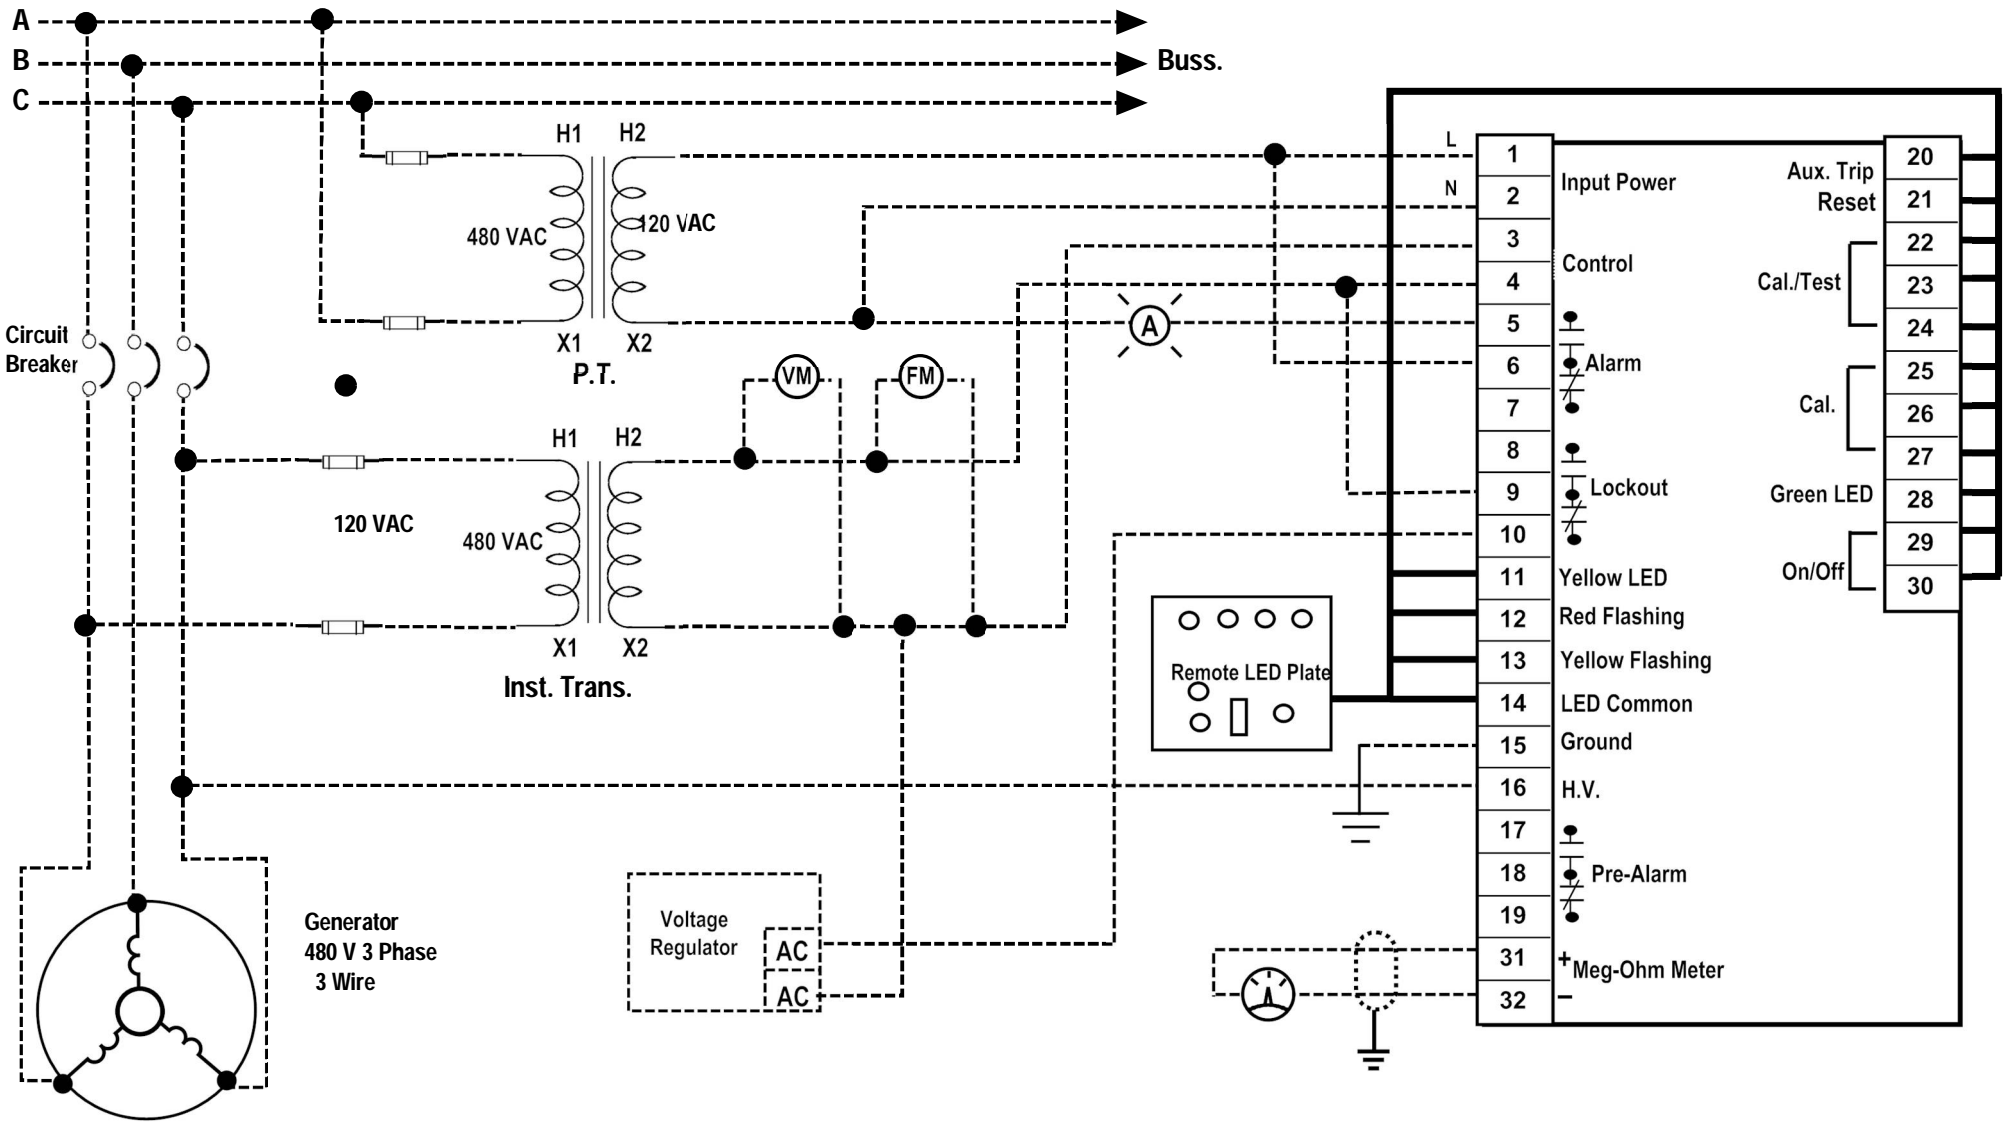 A
B
C
Buss.
H1
H2
480 VAC
120 VAC
X1
X2
P.T.
Circuit
Breaker
VM
FM
A
H1
H2
120 VAC
480 VAC
X1
X2
Inst. Trans.
L
N
1
2
3
4
5
6
7
8
9
10
11
12
13
14
15
16
17
18
19
31
32
Input Power
Control
Alarm
Lockout
Yellow LED
Red Flashing
Yellow Flashing
LED Common
Ground
H.V.
Pre-Alarm
+
Meg-Ohm Meter
–
Aux. Trip
Reset
Cal./Test
Cal.
Green LED
On/Off
20
21
22
23
24
25
26
27
28
29
30
Remote LED Plate
Generator
480 V 3 Phase
3 Wire
Voltage
Regulator
AC
AC